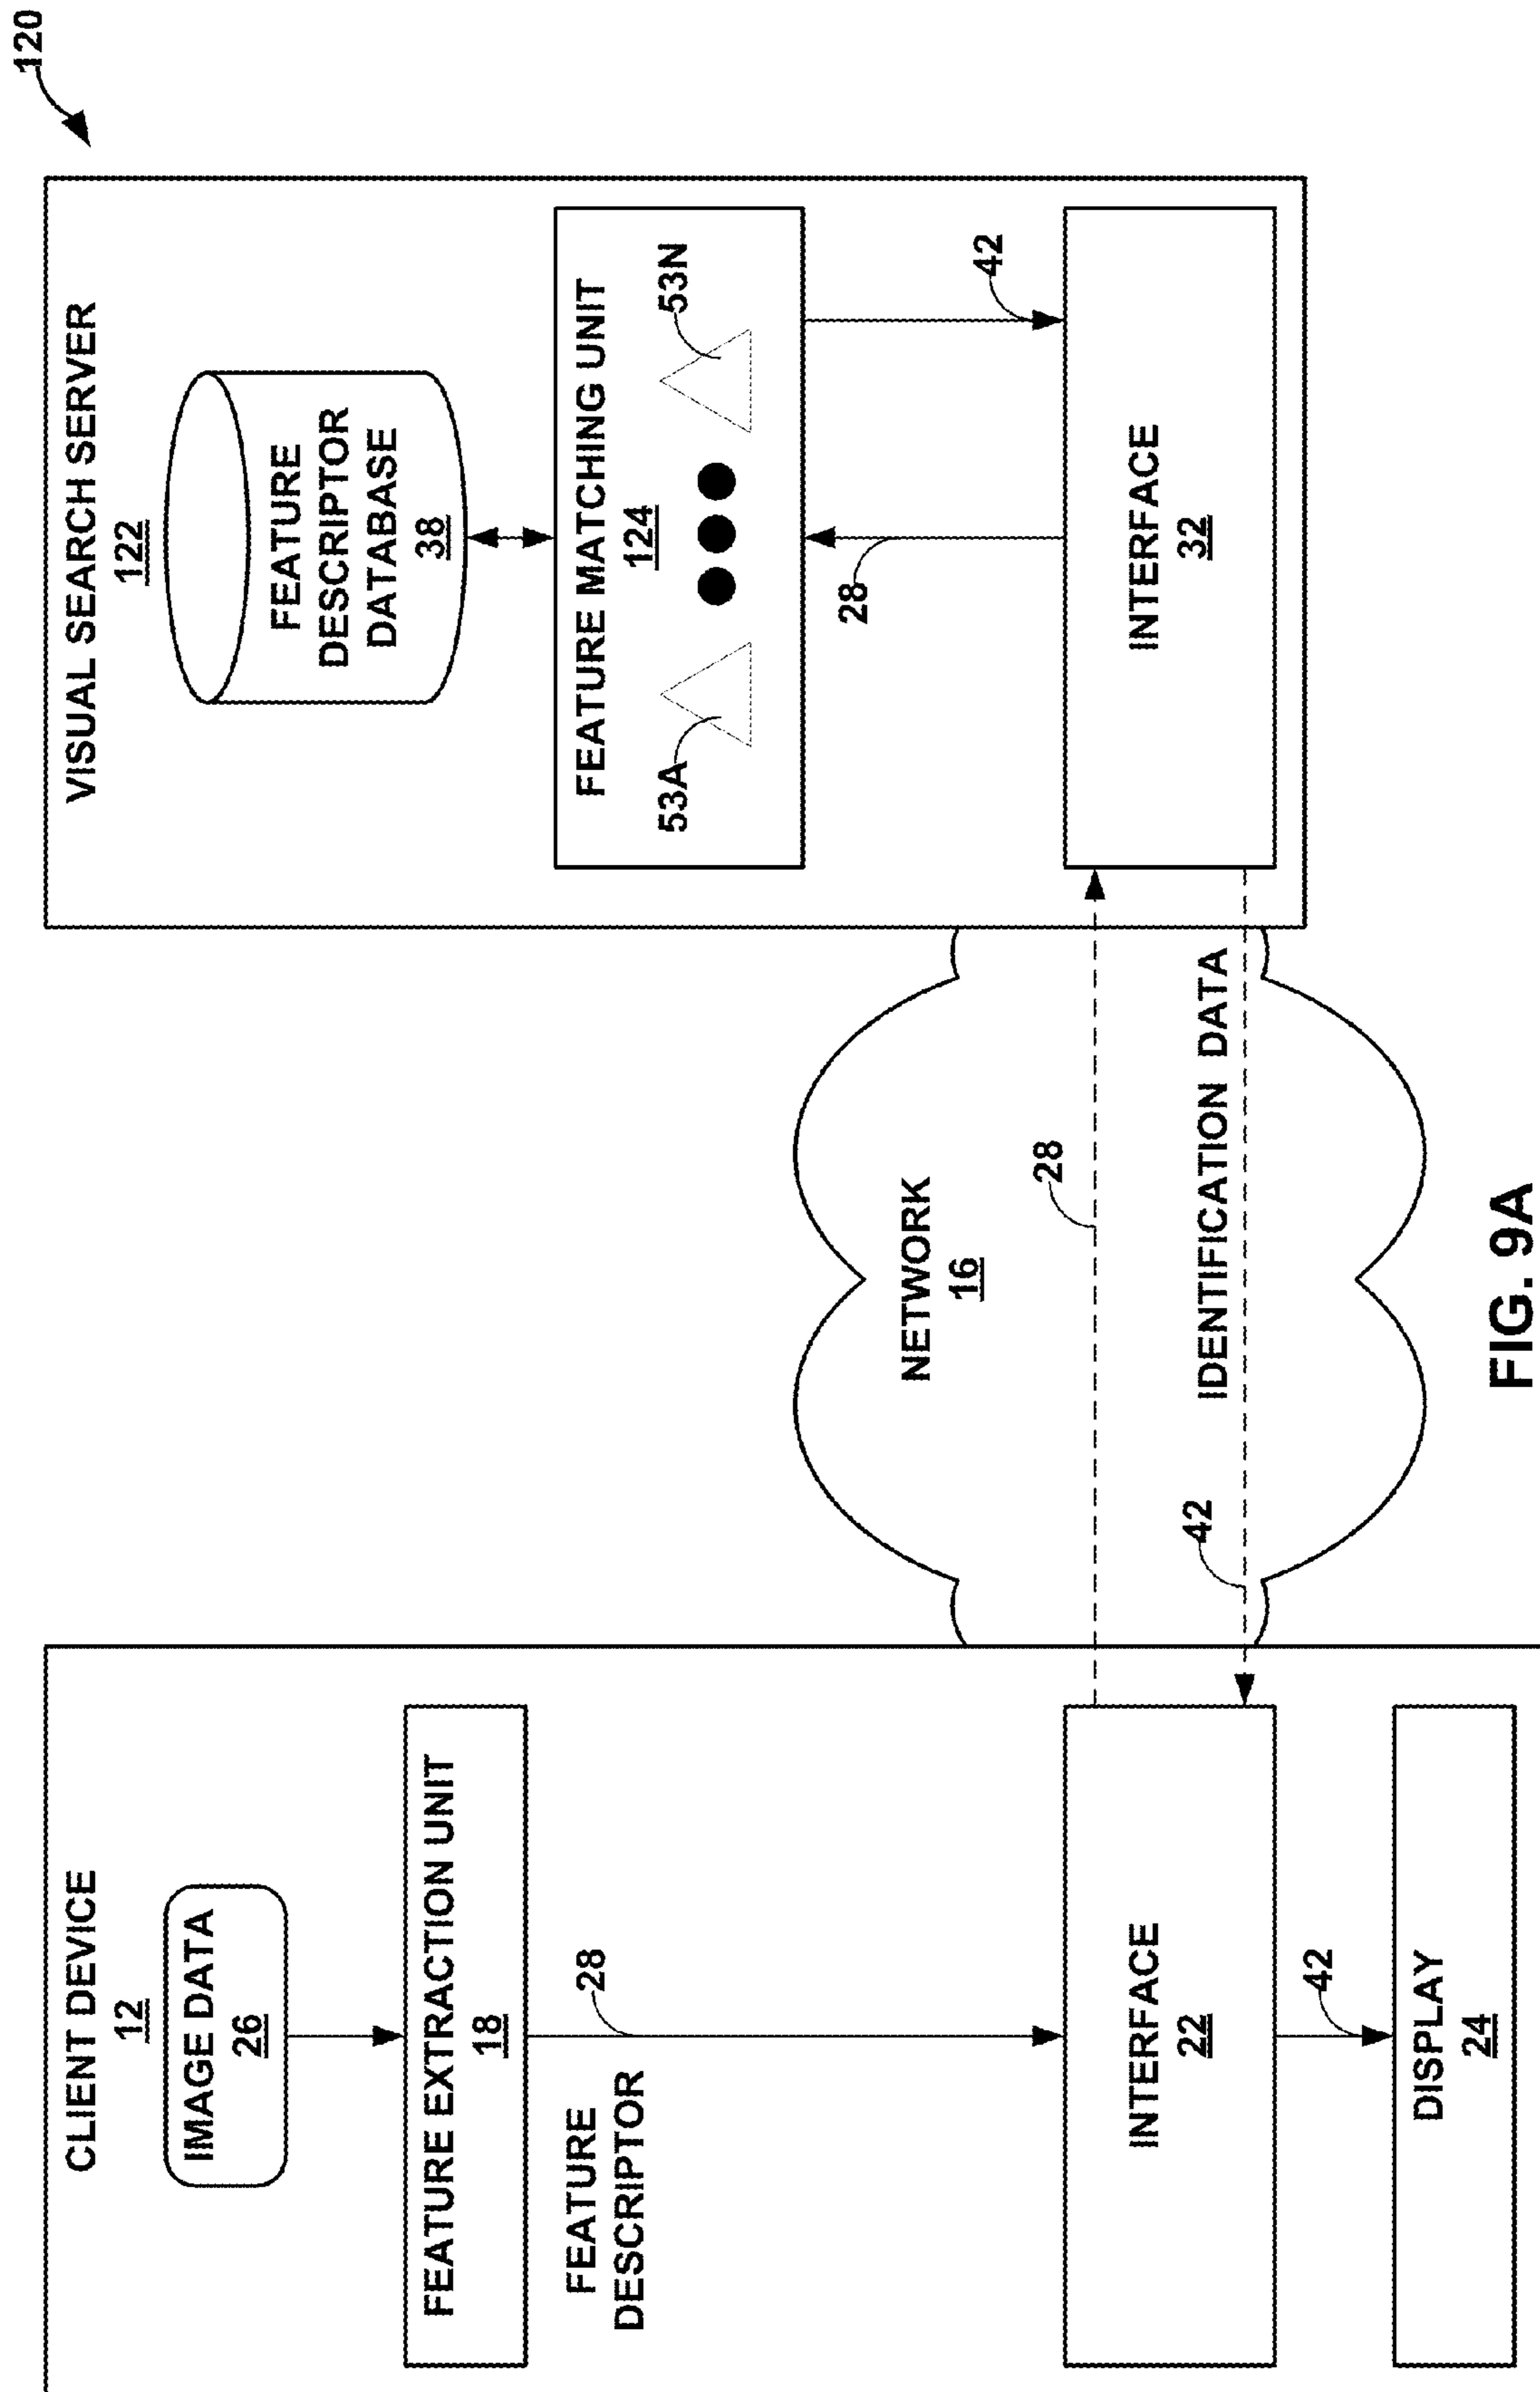 120
CLIENT DEVICE
12
IMAGE DATA
26
FEATURE EXTRACTION UNIT
18
28
FEATURE
DESCRIPTOR
INTERFACE
22
42
DISPLAY
24
NETWORK
16
28
IDENTIFICATION DATA
42
VISUAL SEARCH SERVER
122
FEATURE
DESCRIPTOR
DATABASE
38
FEATURE MATCHING UNIT
124
53A
53N
28
42
INTERFACE
32
FIG. 9A